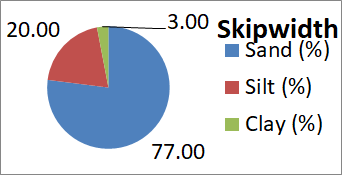 20.00
3.00
Skipwidth
Sand (%)
Silt (%)
Clay (%)
77.00